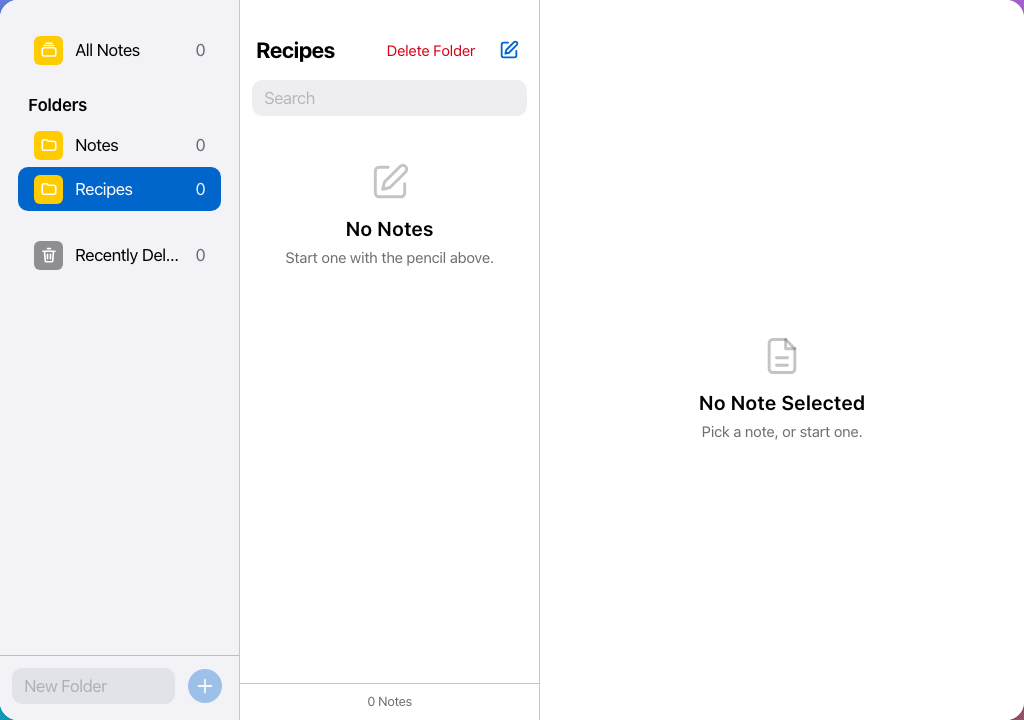 All Notes 0
Folders
Notes 0
Recipes 0
Recently Del... 0
New Folder
Recipes Delete Folder
Search
No Notes
Start one with the pencil above.
0 Notes
No Note Selected
Pick a note, or start one.